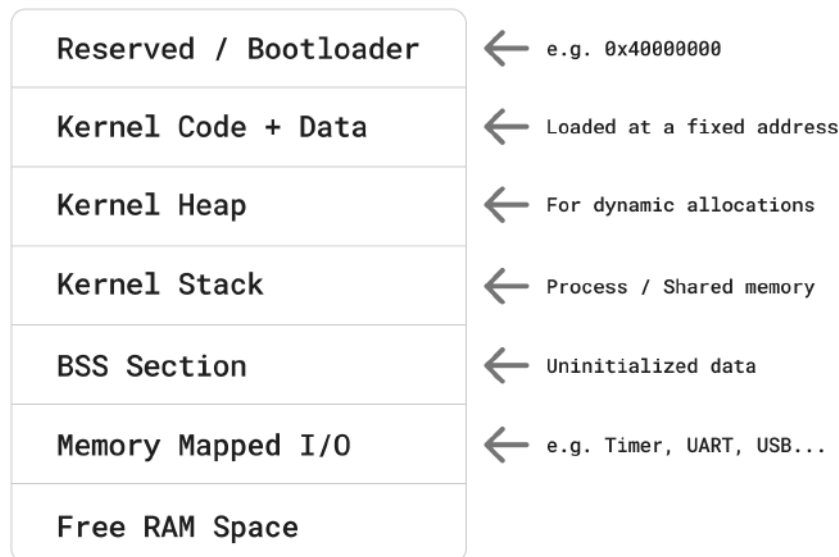 Reserved / Bootloader e.g. 0x40000000
Kernel Code + Data Loaded at a fixed address
Kernel Heap For dynamic allocations
Kernel Stack Process / Shared memory
BSS Section Uninitialized data
Memory Mapped I/O e.g. Timer, UART, USB...
Free RAM Space